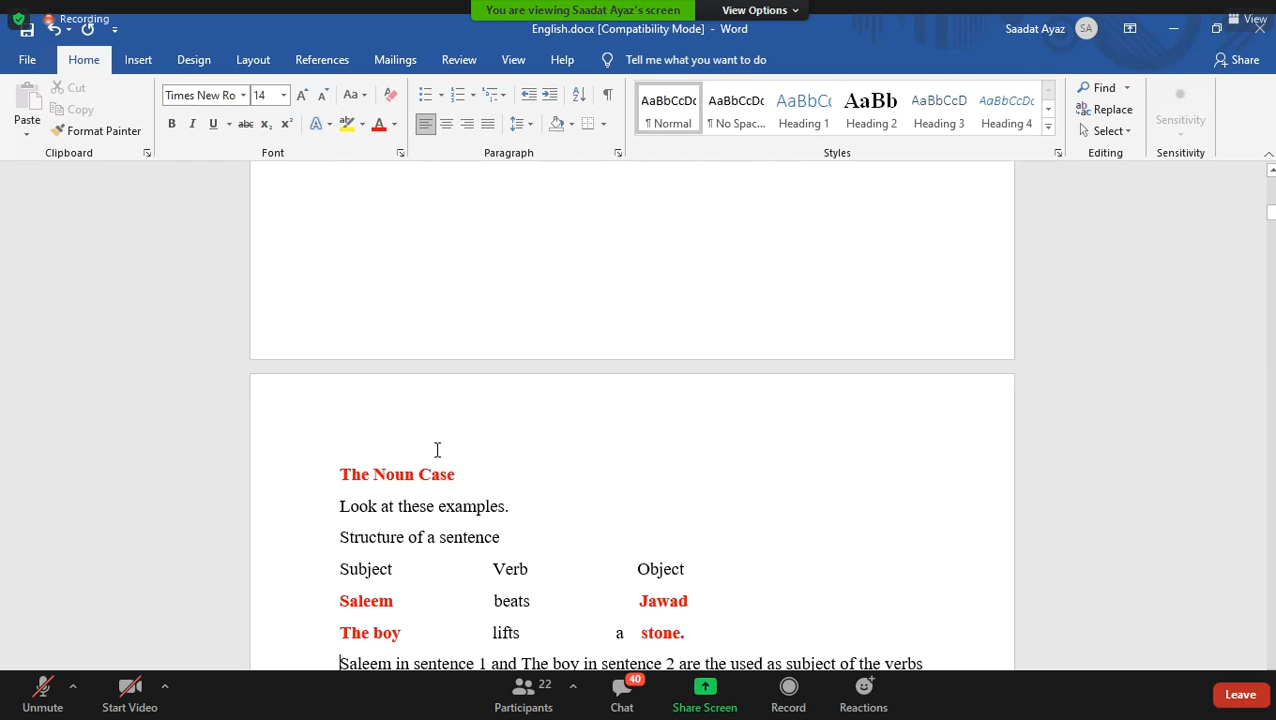 Recording
You are viewing Saadat Ayaz's screen
View Options
View
English.docx [Compatibility Mode] - Word
Saadat Ayaz
SA
File Home Insert Design Layout References Mailings Review View Help Tell me what you want to do
Share
Paste
Cut
Copy
Format Painter
Clipboard
Times New Ro 14
Font
Paragraph
AaBbCcDc AaBbCcDc AaBbCc AaBb AaBbCcD AaBbCcD
¶ Normal ¶ No Spac... Heading 1 Heading 2 Heading 3 Heading 4
Styles
Find
Replace
Select
Editing
Sensitivity
Sensitivity
The Noun Case
Look at these examples.
Structure of a sentence
Subject Verb Object
Saleem beats Jawad
The boy lifts a stone.
Saleem in sentence 1 and The boy in sentence 2 are the used as subject of the verbs
Unmute
Start Video
22
Participants
40
Chat
Share Screen
Record
Reactions
Leave